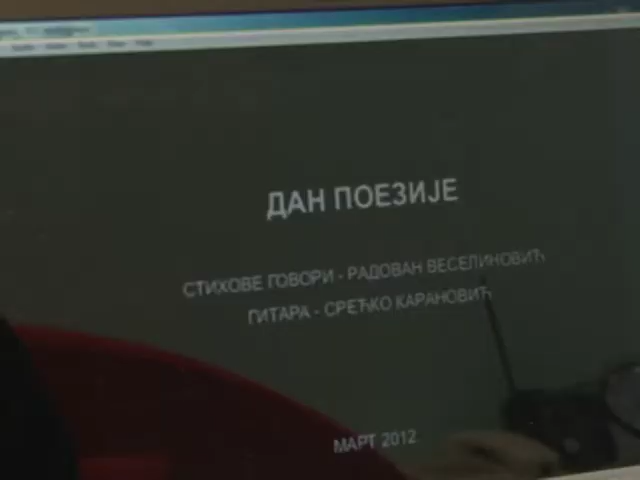 ДАН ПОЕЗИЈЕ
СТИХОВЕ ГОВОРИ - РАДОВАН ВЕСЕЛИНОВИЋ
ГИТАРА - СРЕЋКО КАРАНОВИЋ
МАРТ 2012